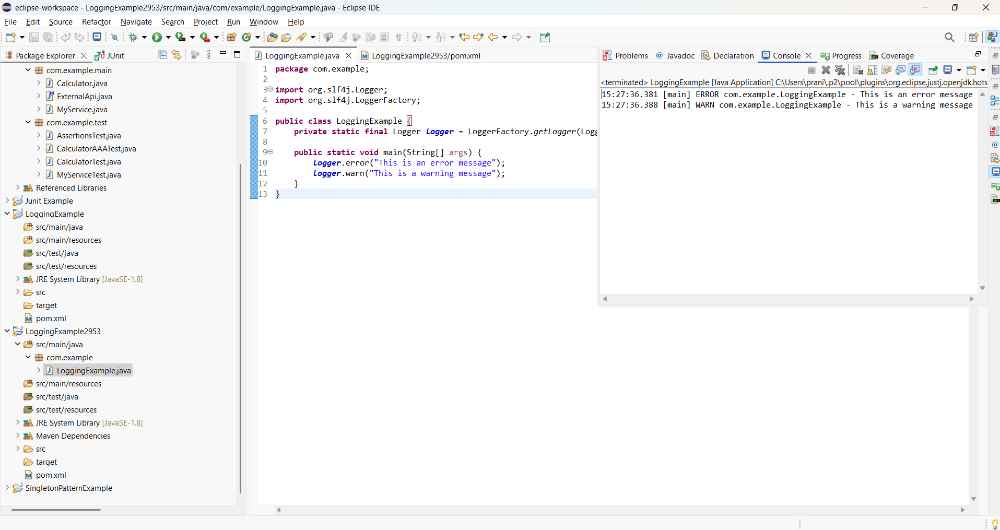 eclipse-workspace - LoggingExample2953/src/main/java/com/example/LoggingExample.java - Eclipse IDE
File Edit Source Refactor Navigate Search Project Run Window Help
Package Explorer
JUnit
com.example.main
Calculator.java
ExternalApi.java
MyService.java
com.example.test
AssertionsTest.java
CalculatorAAATest.java
CalculatorTest.java
MyServiceTest.java
Referenced Libraries
Junit Example
LoggingExample
src/main/java
src/main/resources
src/test/java
src/test/resources
JRE System Library [JavaSE-1.8]
src
target
pom.xml
LoggingExample2953
src/main/java
com.example
LoggingExample.java
src/main/resources
src/test/java
src/test/resources
JRE System Library [JavaSE-1.8]
Maven Dependencies
src
target
pom.xml
SingletonPatternExample
LoggingExample.java
LoggingExample2953/pom.xml
1 package com.example;
2
3 import org.slf4j.Logger;
4 import org.slf4j.LoggerFactory;
5
6 public class LoggingExample {
7 private static final Logger logger = LoggerFactory.getLogger(Logg
8
9 public static void main(String[] args) {
10 logger.error("This is an error message");
11 logger.warn("This is a warning message");
12 }
13 }
Problems Javadoc Declaration Console Progress Coverage
<terminated> LoggingExample [Java Application] C:\Users\prani\.p2\pool\plugins\org.eclipse.justj.openjdk.hots
15:27:36.381 [main] ERROR com.example.LoggingExample - This is an error message
15:27:36.388 [main] WARN com.example.LoggingExample - This is a warning message